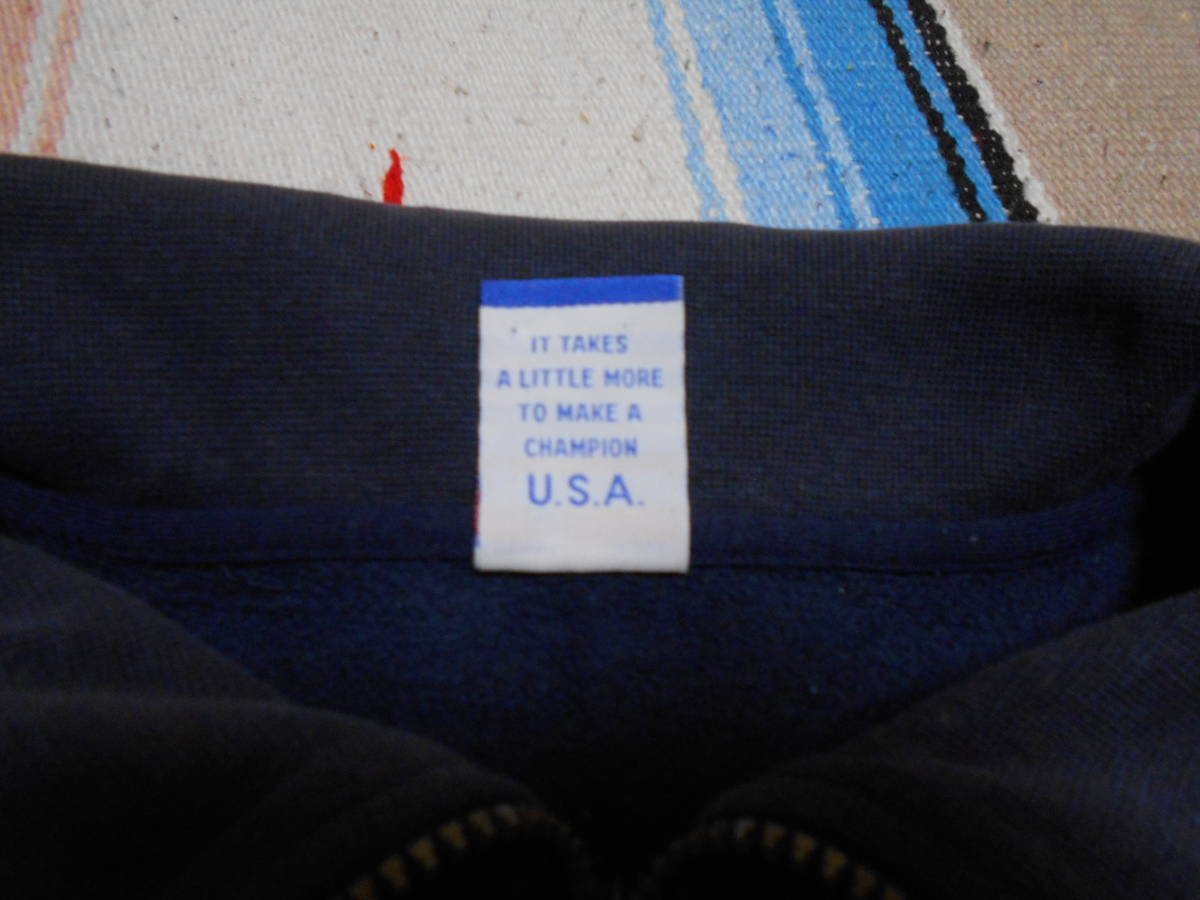 IT TAKES
A LITTLE MORE
TO MAKE A
CHAMPION
U.S.A.